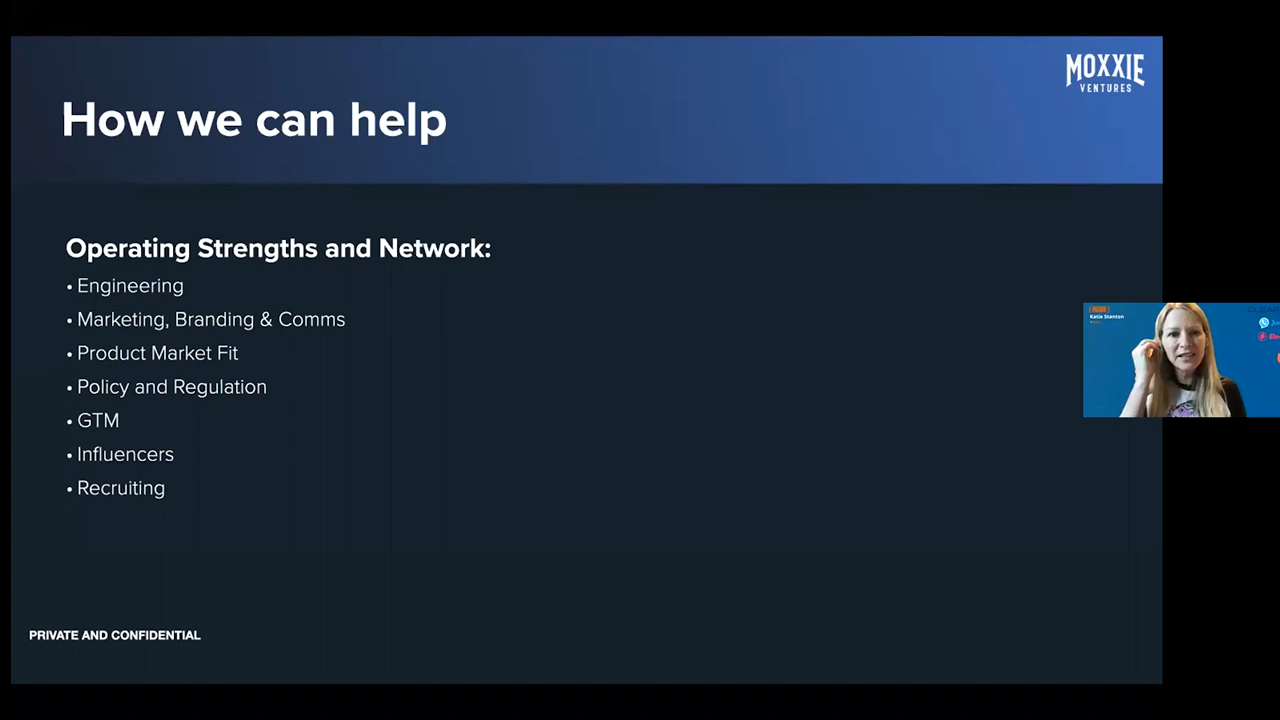 MOXXIE
VENTURES
How we can help
Operating Strengths and Network:
• Engineering
• Marketing, Branding & Comms
• Product Market Fit
• Policy and Regulation
• GTM
• Influencers
• Recruiting
Katie Stanton
PRIVATE AND CONFIDENTIAL